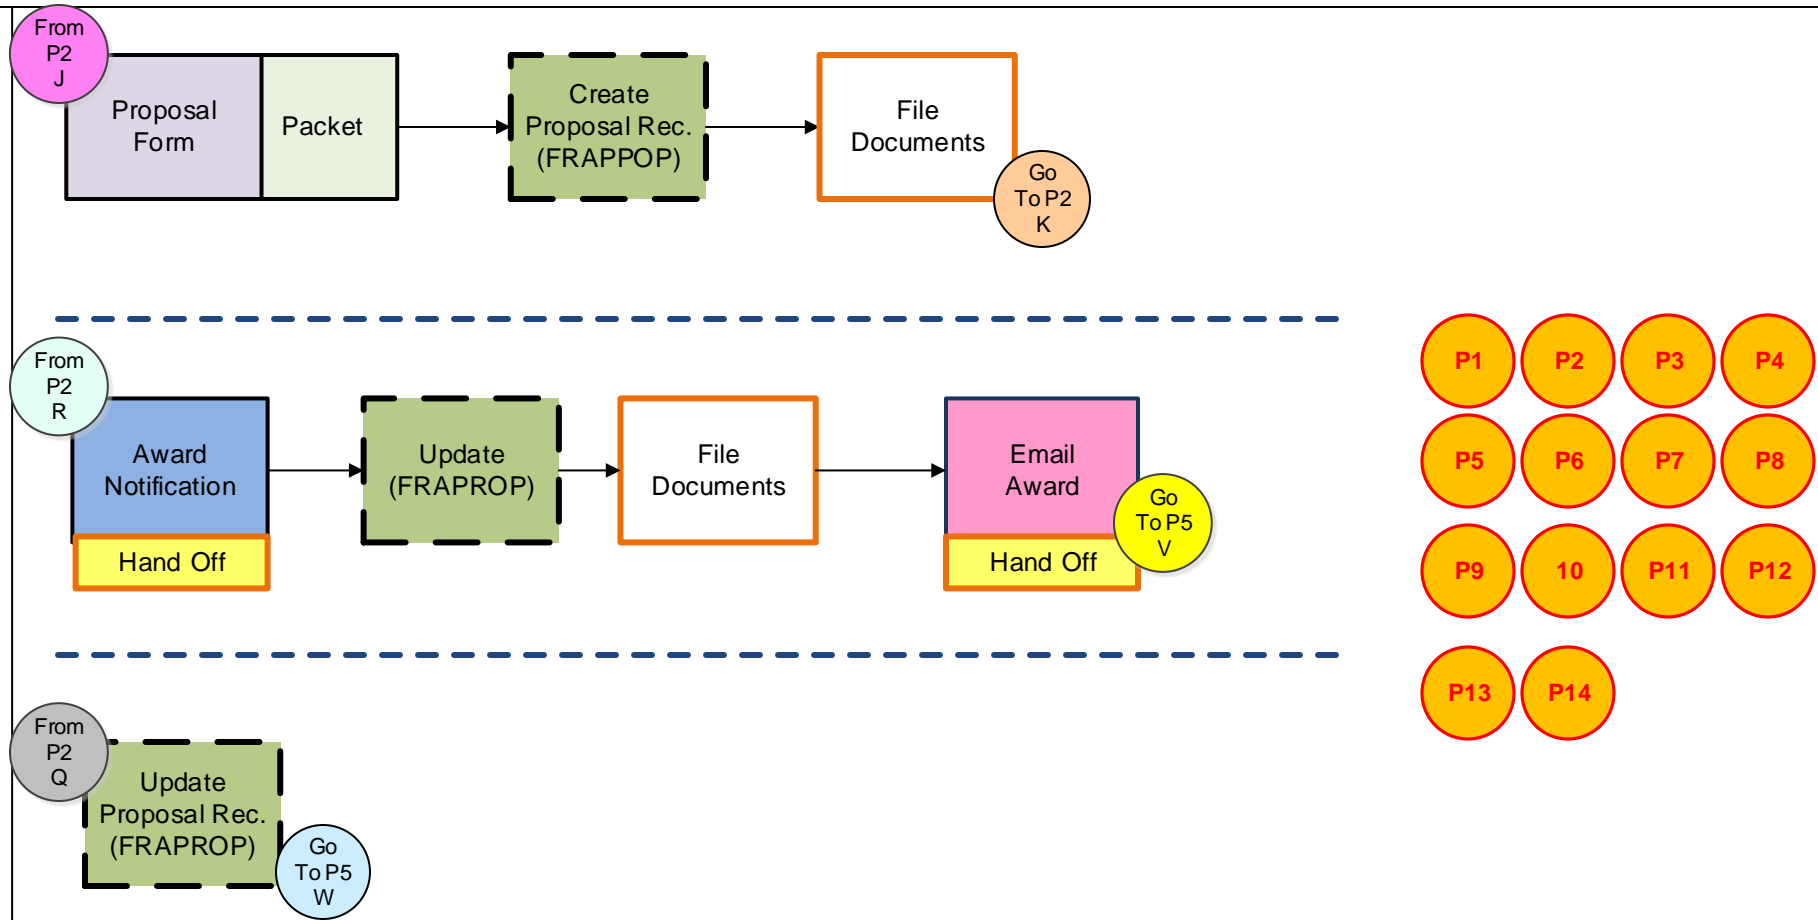 From
P2
J
Proposal
Form
Packet
Create
Proposal Rec.
(FRAPPOP)
File
Documents
Go
To P2
K
From
P2
R
Award
Notification
Hand Off
Update
(FRAPROP)
File
Documents
Email
Award
Hand Off
Go
To P5
V
P1 P2 P3 P4
P5 P6 P7 P8
P9 10 P11 P12
P13 P14
From
P2
Q
Update
Proposal Rec.
(FRAPROP)
Go
To P5
W